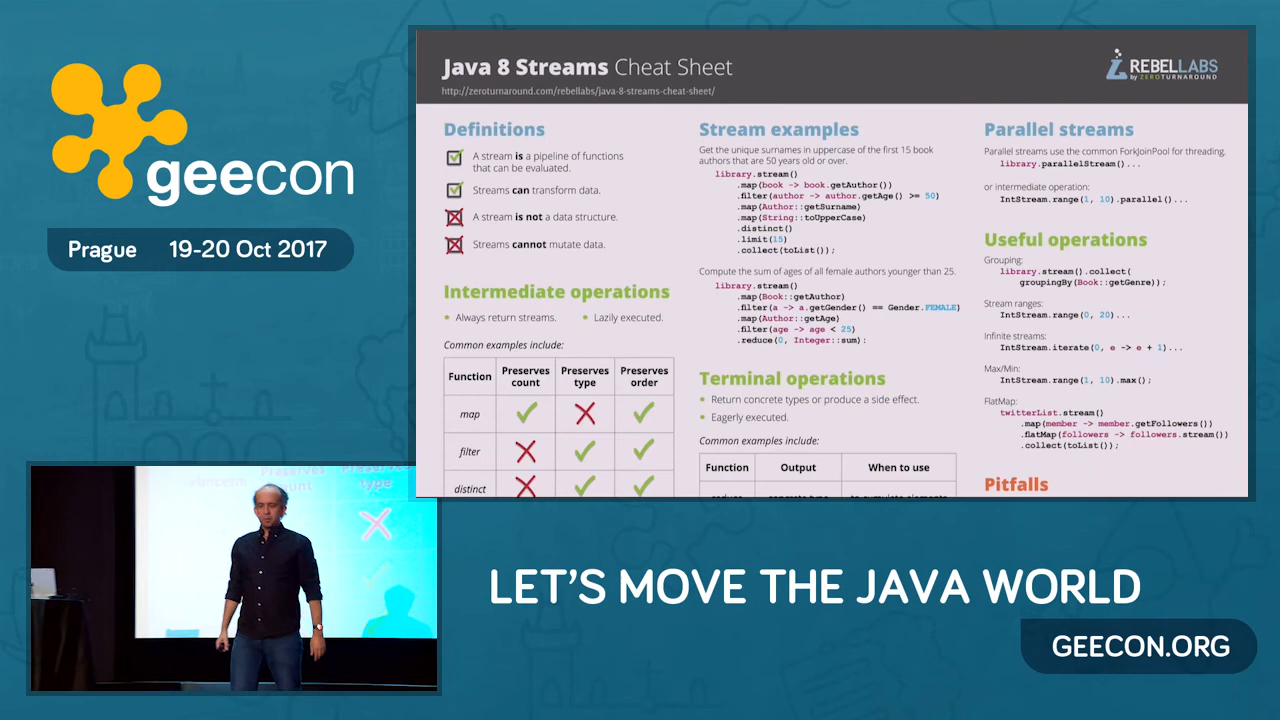 geecon
Prague 19-20 Oct 2017
Java 8 Streams Cheat Sheet
http://zeroturnaround.com/rebellabs/java-8-streams-cheat-sheet/
REBELLABS
by ZEROTURNAROUND
Definitions
A stream is a pipeline of functions
that can be evaluated.
Streams can transform data.
A stream is not a data structure.
Streams cannot mutate data.
Intermediate operations
Always return streams.
Lazily executed.
Common examples include:
Function
Preserves
count
Preserves
type
Preserves
order
map
filter
distinct
Stream examples
Get the unique surnames in uppercase of the first 15 book
authors that are 50 years old or over.
library.stream()
.map(book -> book.getAuthor())
.filter(author -> author.getAge() >= 50)
.map(Author::getSurname)
.map(String::toUpperCase)
.distinct()
.limit(15)
.collect(toList());
Compute the sum of ages of all female authors younger than 25.
library.stream()
.map(Book::getAuthor)
.filter(a -> a.getGender() == Gender.FEMALE)
.map(Author::getAge)
.filter(age -> age < 25)
.reduce(0, Integer::sum):
Terminal operations
Return concrete types or produce a side effect.
Eagerly executed.
Common examples include:
Function Output When to use
Parallel streams
Parallel streams use the common ForkJoinPool for threading.
library.parallelStream()...
or intermediate operation:
IntStream.range(1, 10).parallel()...
Useful operations
Grouping:
library.stream().collect(
groupingBy(Book::getGenre));
Stream ranges:
IntStream.range(0, 20)...
Infinite streams:
IntStream.iterate(0, e -> e + 1)...
Max/Min:
IntStream.range(1, 10).max();
FlatMap:
twitterList.stream()
.map(member -> member.getFollowers())
.flatMap(followers -> followers.stream())
.collect(toList());
Pitfalls
Preserves
type
LET'S MOVE THE JAVA WORLD
GEECON.ORG